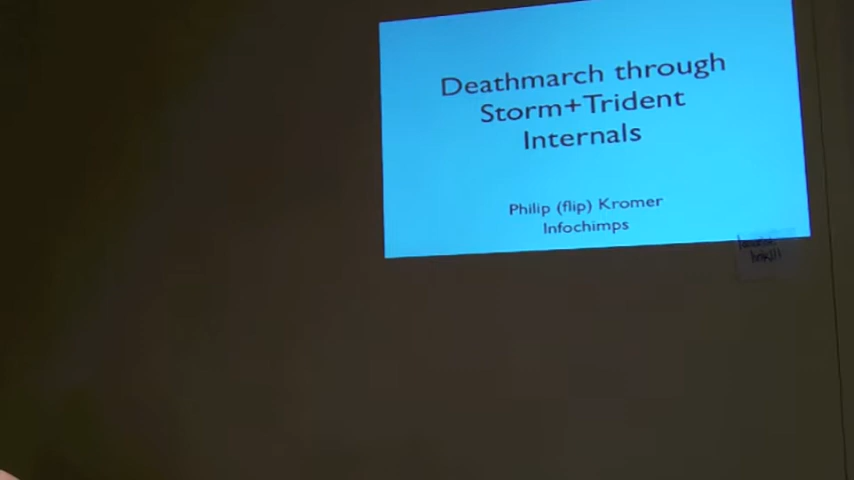 Deathmarch through
Storm+Trident
Internals
Philip (flip) Kromer
Infochimps